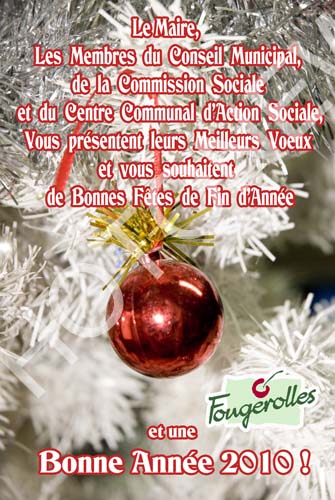 Le Maire,
Les Membres du Conseil Municipal,
de la Commission Sociale
et du Centre Communal d'Action Sociale,
Vous présentent leurs Meilleurs Voeux
et vous souhaitent
de Bonnes Fêtes de Fin d'Année
Fougerolles
et une
Bonne Année 2010 !